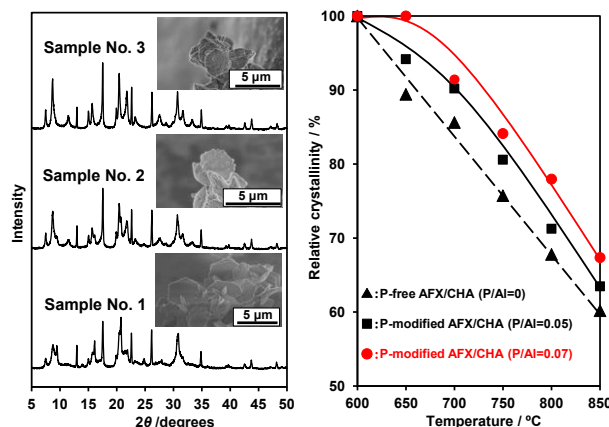 Sample No. 3
5 µm
Sample No. 2
5 µm
Sample No. 1
5 µm
Intensity
5 10 15 20 25 30 35 40 45 50
2θ /degrees
Relative crystallinity / %
100
90
80
70
60
50
▲:P-free AFX/CHA (P/Al=0)
■:P-modified AFX/CHA (P/Al=0.05)
●:P-modified AFX/CHA (P/Al=0.07)
600 650 700 750 800 850
Temperature / ºC